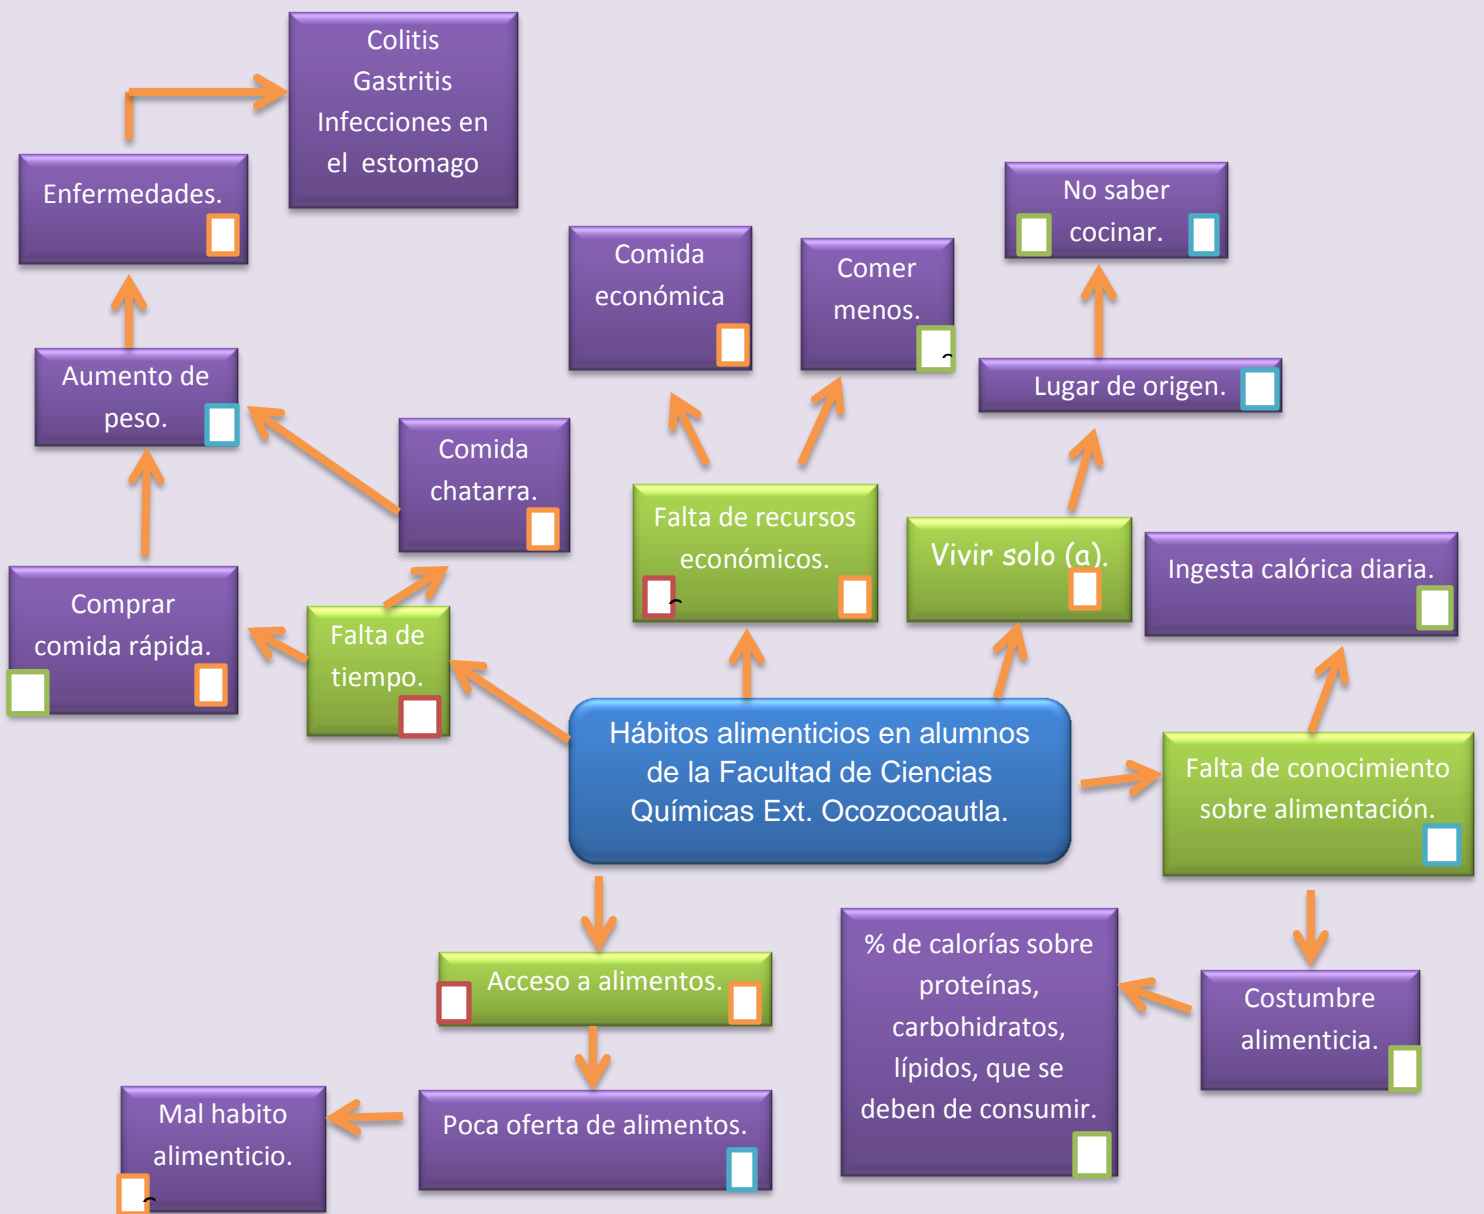 Colitis
Gastritis
Infecciones en
el estomago
Enfermedades.
No saber
cocinar.
Comida
económica
Comer
menos.
Aumento de
peso.
Lugar de origen.
Comida
chatarra.
Falta de recursos
económicos.
Vivir solo (a).
Ingesta calórica diaria.
Comprar
comida rápida.
Falta de
tiempo.
Hábitos alimenticios en alumnos
de la Facultad de Ciencias
Químicas Ext. Ocozocoautla.
Falta de conocimiento
sobre alimentación.
% de calorías sobre
proteínas,
carbohidratos,
lípidos, que se
deben de consumir.
Acceso a alimentos.
Costumbre
alimenticia.
Mal habito
alimenticio.
Poca oferta de alimentos.